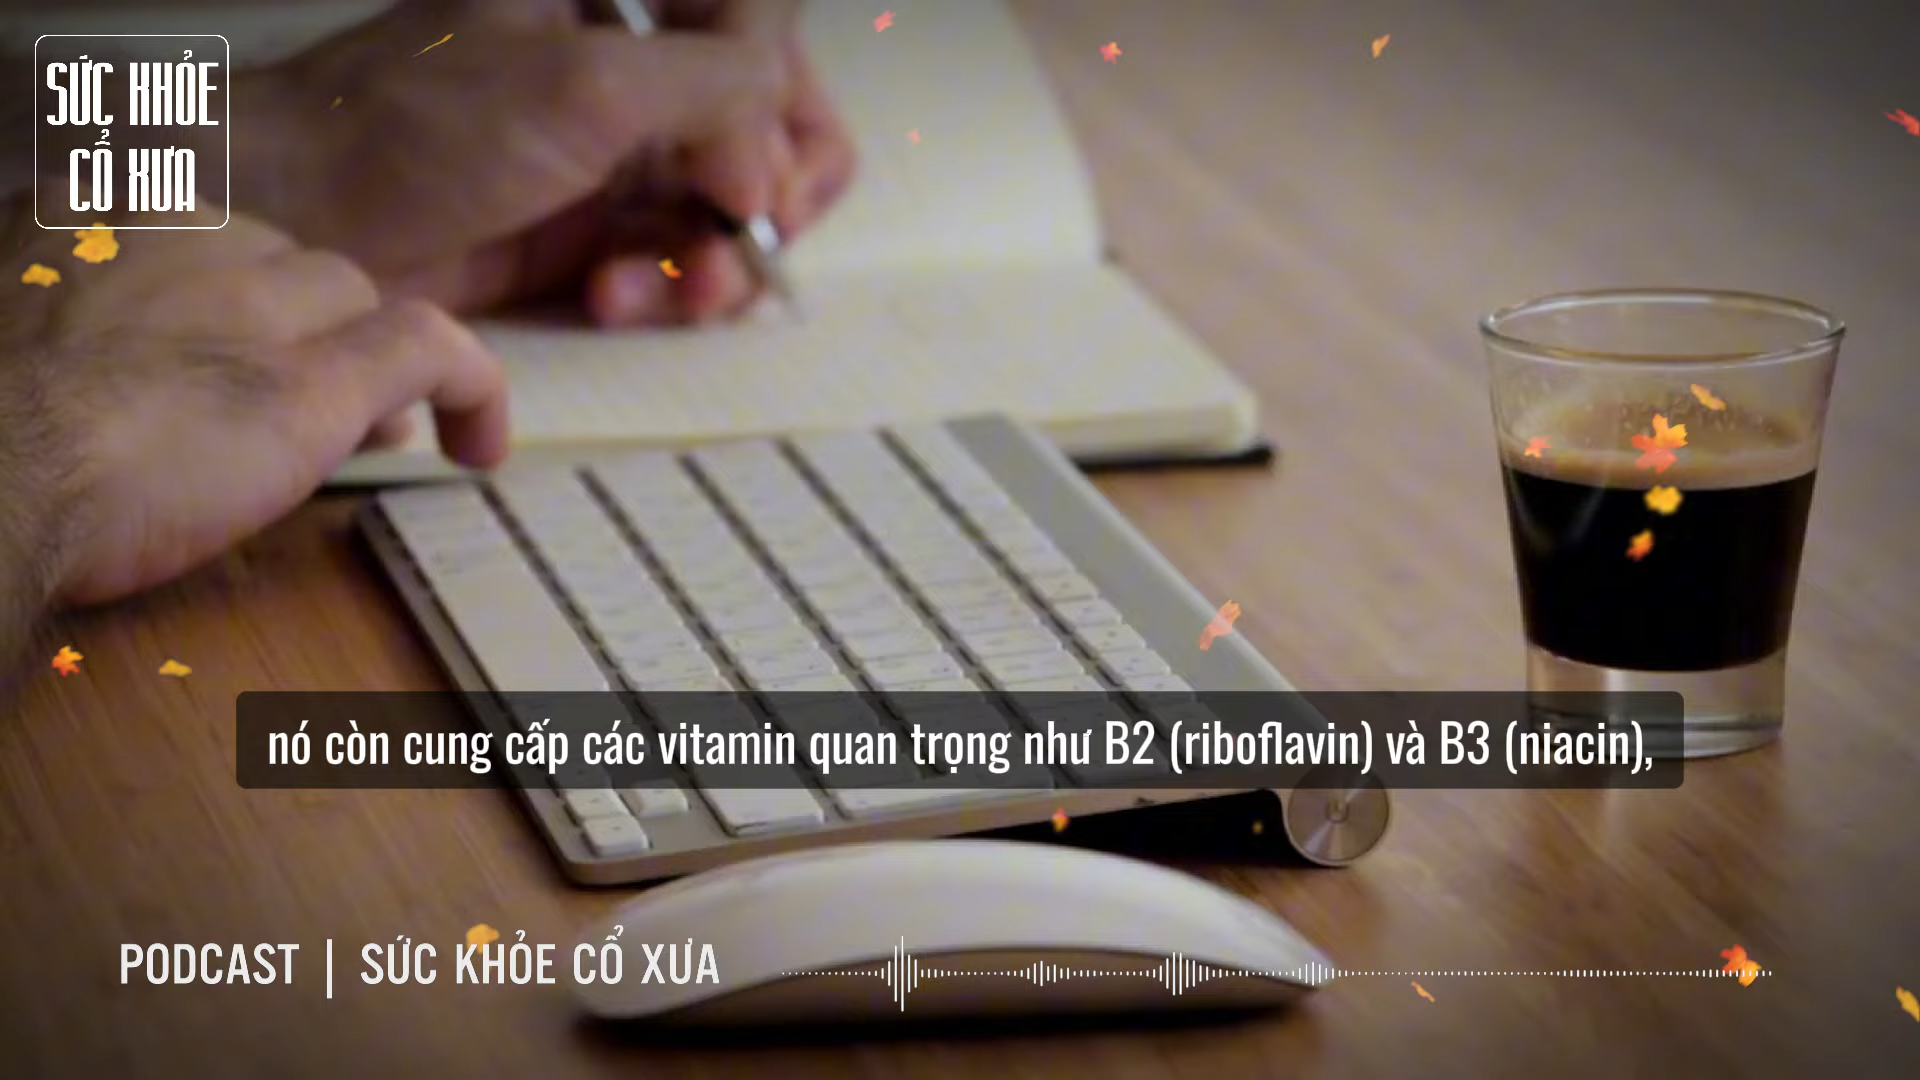 SỨC KHỎE
CỔ XƯA
nó còn cung cấp các vitamin quan trọng như B2 (riboflavin) và B3 (niacin),
PODCAST | SỨC KHỎE CỔ XƯA